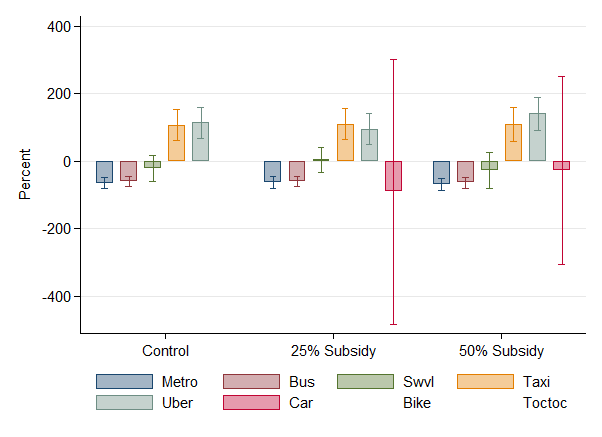 400
200
0
-200
-400
Percent
Control 25% Subsidy 50% Subsidy
Metro Bus Swvl Taxi
Uber Car Bike Toctoc